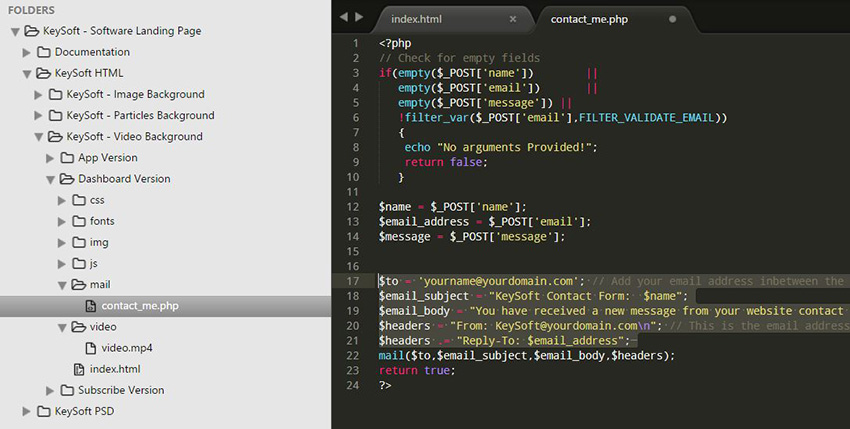 FOLDERS
KeySoft - Software Landing Page
Documentation
KeySoft HTML
KeySoft - Image Background
KeySoft - Particles Background
KeySoft - Video Background
App Version
Dashboard Version
css
fonts
img
js
mail
contact_me.php
video
video.mp4
index.html
Subscribe Version
KeySoft PSD
index.html
contact_me.php
1 <?php
2 // Check for empty fields
3 if(empty($_POST['name']) ||
4 empty($_POST['email']) ||
5 empty($_POST['message']) ||
6 !filter_var($_POST['email'],FILTER_VALIDATE_EMAIL))
7 {
8 echo "No arguments Provided!";
9 return false;
10 }
11
12 $name = $_POST['name'];
13 $email_address = $_POST['email'];
14 $message = $_POST['message'];
15
16
17 $to = 'yourname@yourdomain.com'; // Add your email address inbetween the
18 $email_subject = "KeySoft Contact Form: $name";
19 $email_body = "You have received a new message from your website contact
20 $headers = "From: KeySoft@yourdomain.com\n"; // This is the email address
21 $headers .= "Reply-To: $email_address";
22 mail($to,$email_subject,$email_body,$headers);
23 return true;
24 ?>